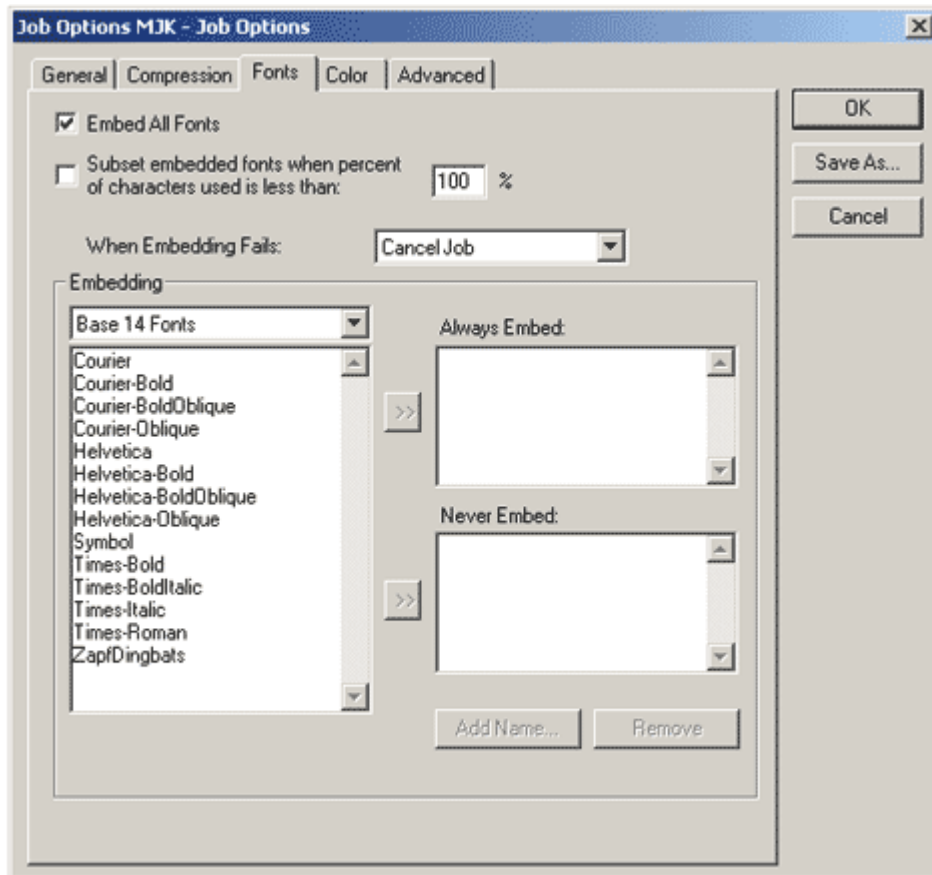 Job Options MJK - Job Options
General
Compression
Fonts
Color
Advanced
OK
Save As...
Cancel
Embed All Fonts
Subset embedded fonts when percent
of characters used is less than:
100 %
When Embedding Fails:
Cancel Job
Embedding
Base 14 Fonts
Courier
Courier-Bold
Courier-BoldOblique
Courier-Oblique
Helvetica
Helvetica-Bold
Helvetica-BoldOblique
Helvetica-Oblique
Symbol
Times-Bold
Times-BoldItalic
Times-Italic
Times-Roman
ZapfDingbats
>>
>>
Always Embed:
Never Embed:
Add Name...
Remove